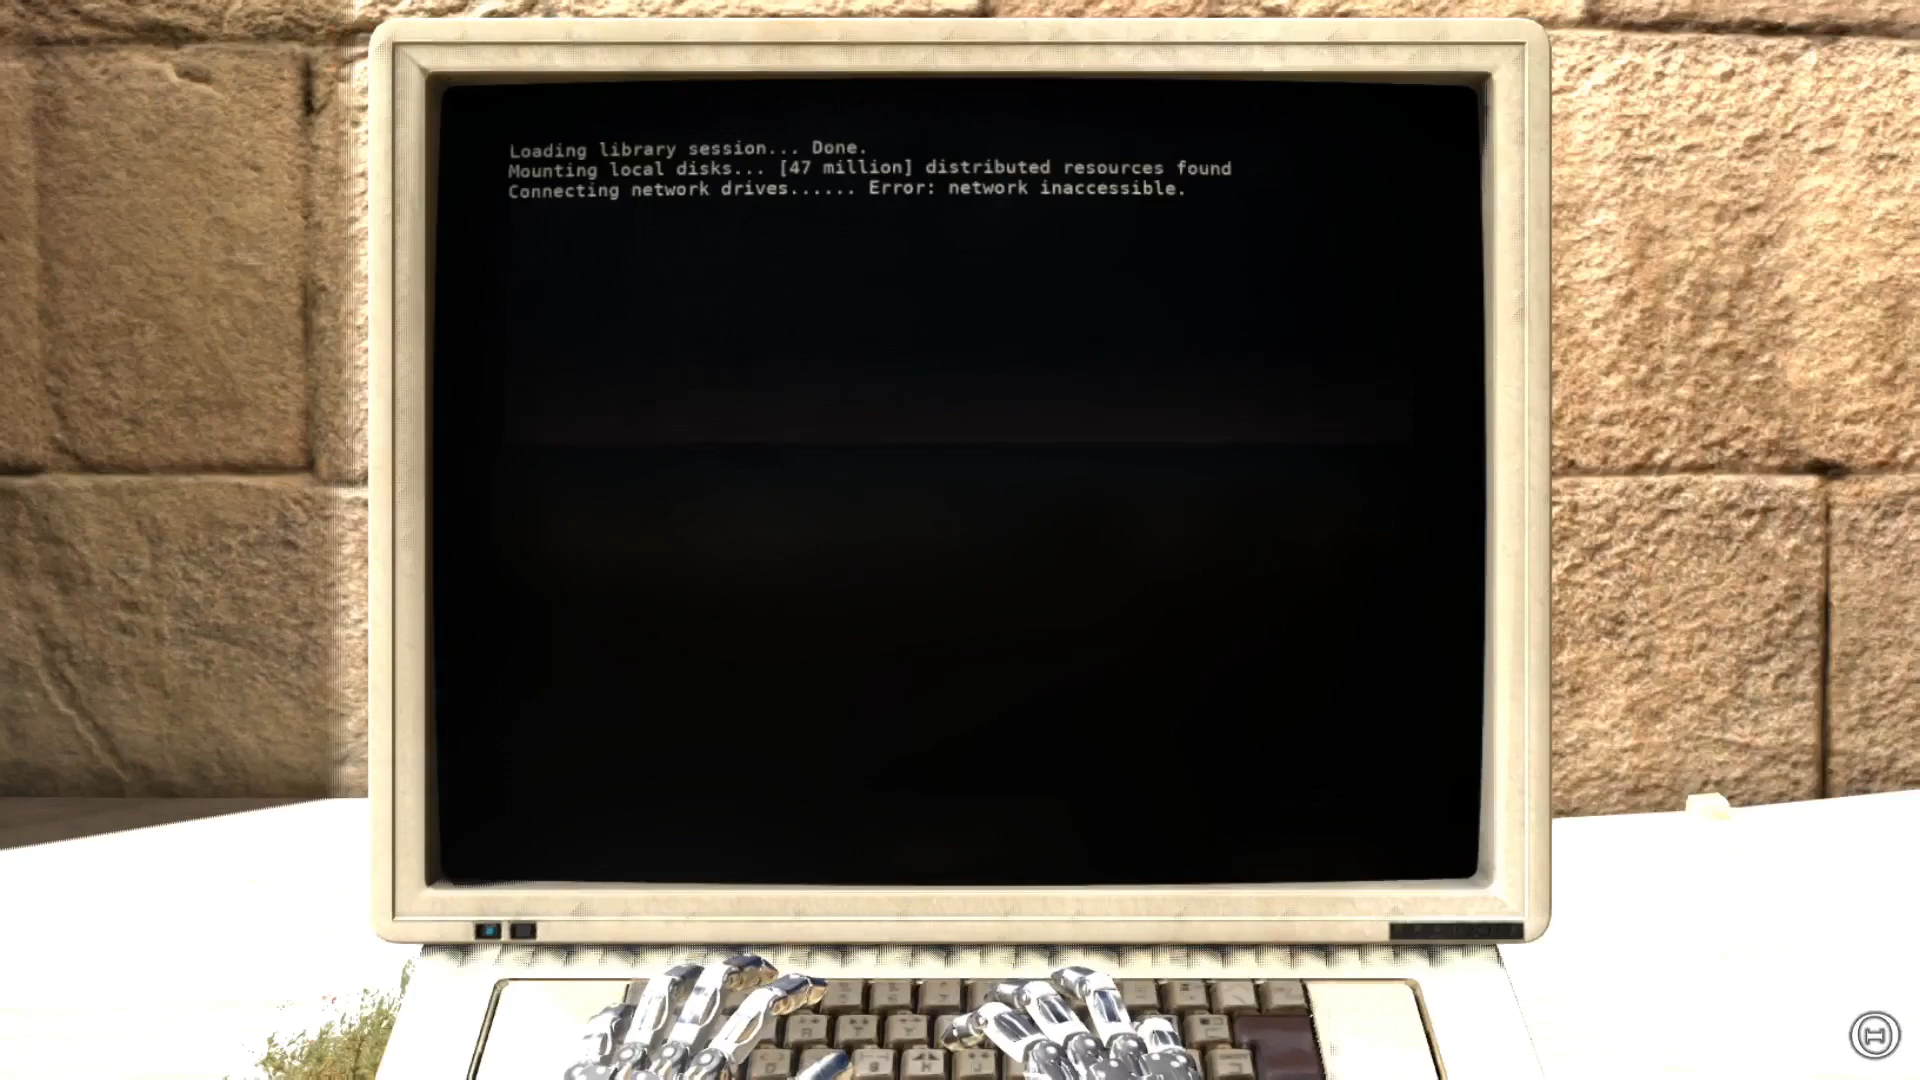 Loading library session... Done.
Mounting local disks... [47 million] distributed resources found
Connecting network drives...... Error: network inaccessible.